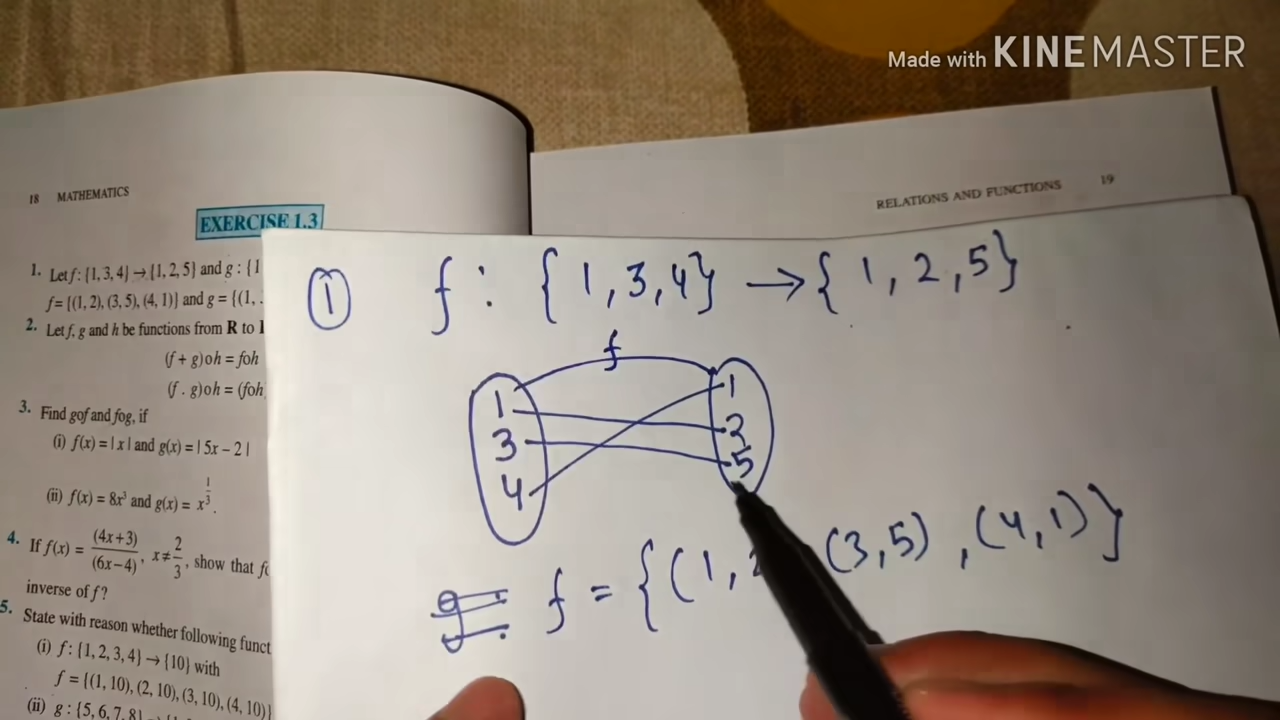 Made with KINEMASTER
18 MATHEMATICS
EXERCISE 1.3
1. Let f : {1, 3, 4} → {1, 2, 5} and g : {1
f = {(1, 2), (3, 5), (4, 1)} and g = {(1,
2. Let f, g and h be functions from R to
(f + g)oh = foh
(f . g)oh = (foh
3. Find gof and fog, if
(i) f(x) = | x | and g(x) = | 5x – 2 |
(ii) f(x) = 8x³ and g(x) = x^(1/3).
4. If f(x) = (4x+3)/(6x–4), x ≠ 2/3, show that
inverse of f?
5. State with reason whether following funct
(i) f : {1, 2, 3, 4} → {10} with
f = {(1, 10), (2, 10), (3, 10), (4, 10)}
(ii) g : {5, 6, 7, 8}
RELATIONS AND FUNCTIONS 19
① f : {1, 3, 4} → {1, 2, 5}
f
1 1
3 2
4 5
f = {(1, (3, 5), (4, 1)}